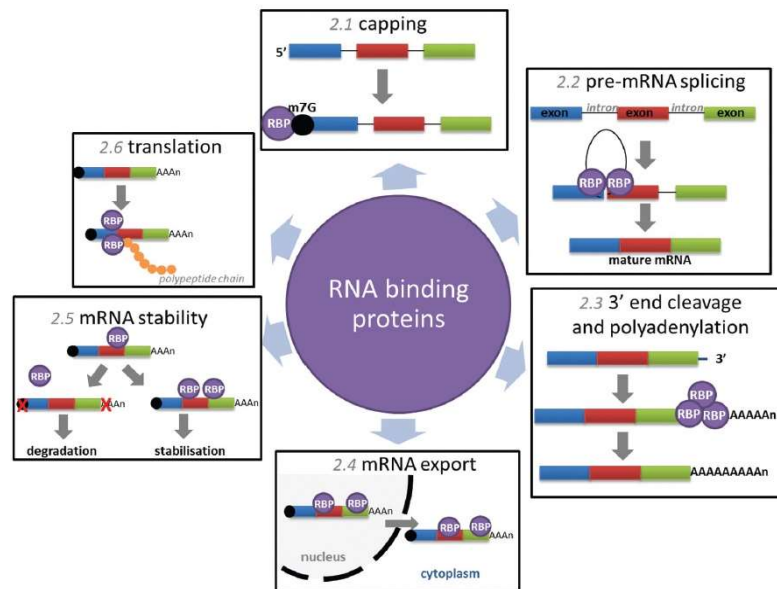 2.1 capping
5'
m7G
RBP
2.2 pre-mRNA splicing
exon intron exon intron exon
RBP RBP
mature mRNA
2.3 3' end cleavage
and polyadenylation
3'
RBP
RBP RBP AAAAAn
AAAAAAAAAn
2.4 mRNA export
RBP RBP AAAn
RBP RBP AAAn
nucleus
cytoplasm
2.5 mRNA stability
RBP
AAAn
RBP
RBP RBP
AAAn AAAn
degradation stabilisation
2.6 translation
AAAn
RBP
AAAn
RBP
polypeptide chain
RNA binding
proteins